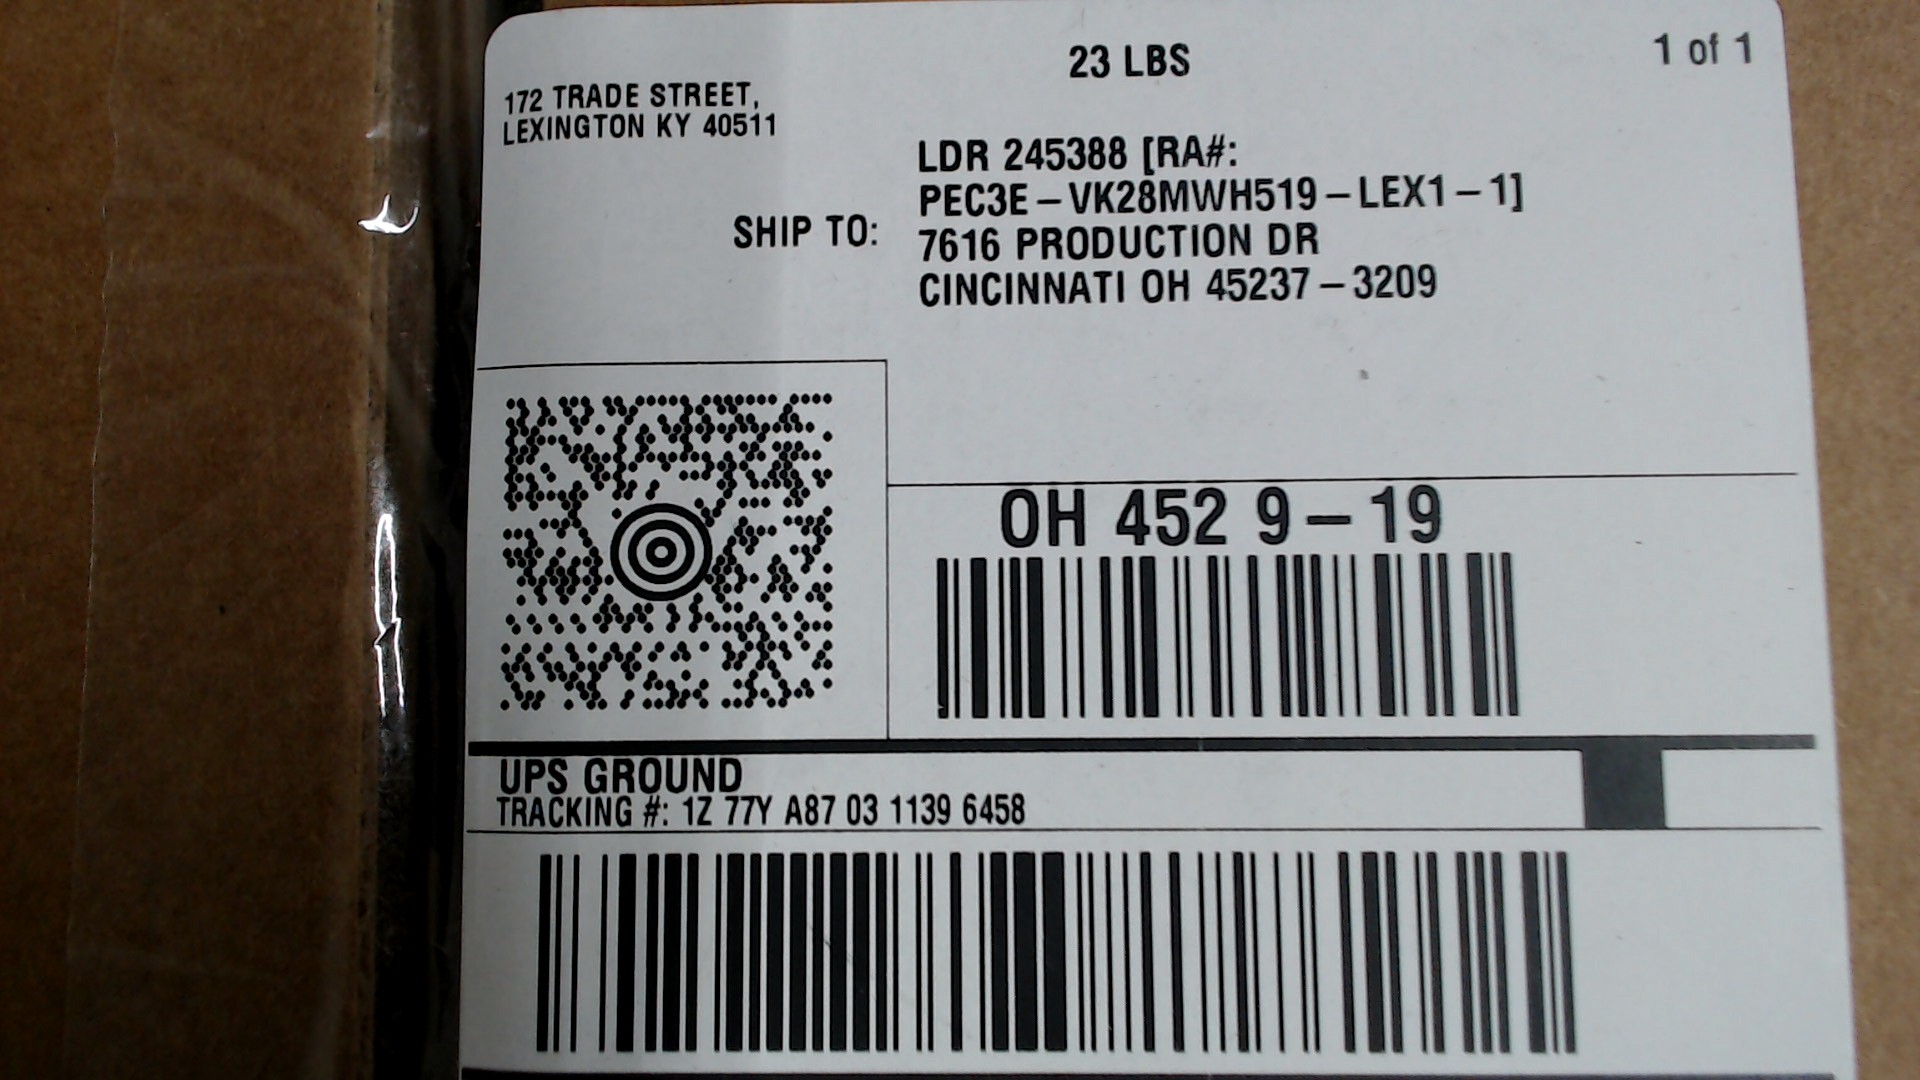 23 LBS
1 of 1
172 TRADE STREET,
LEXINGTON KY 40511
SHIP TO:
LDR 245388 [RA#:
PEC3E-VK28MWH519-LEX1-1]
7616 PRODUCTION DR
CINCINNATI OH 45237-3209
OH 452 9-19
UPS GROUND
TRACKING #: 1Z 77Y A87 03 1139 6458